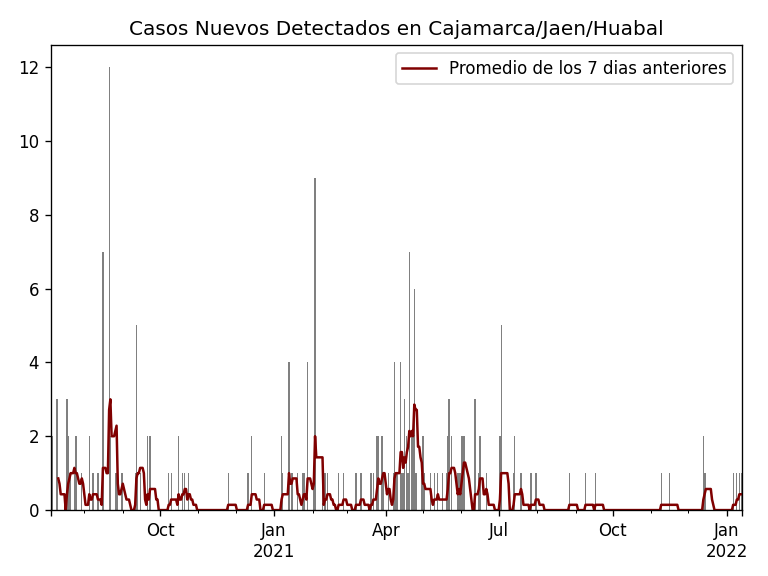 Casos Nuevos Detectados en Cajamarca/Jaen/Huabal
Promedio de los 7 dias anteriores
12
10
8
6
4
2
0
Oct
Jan
2021
Apr
Jul
Oct
Jan
2022